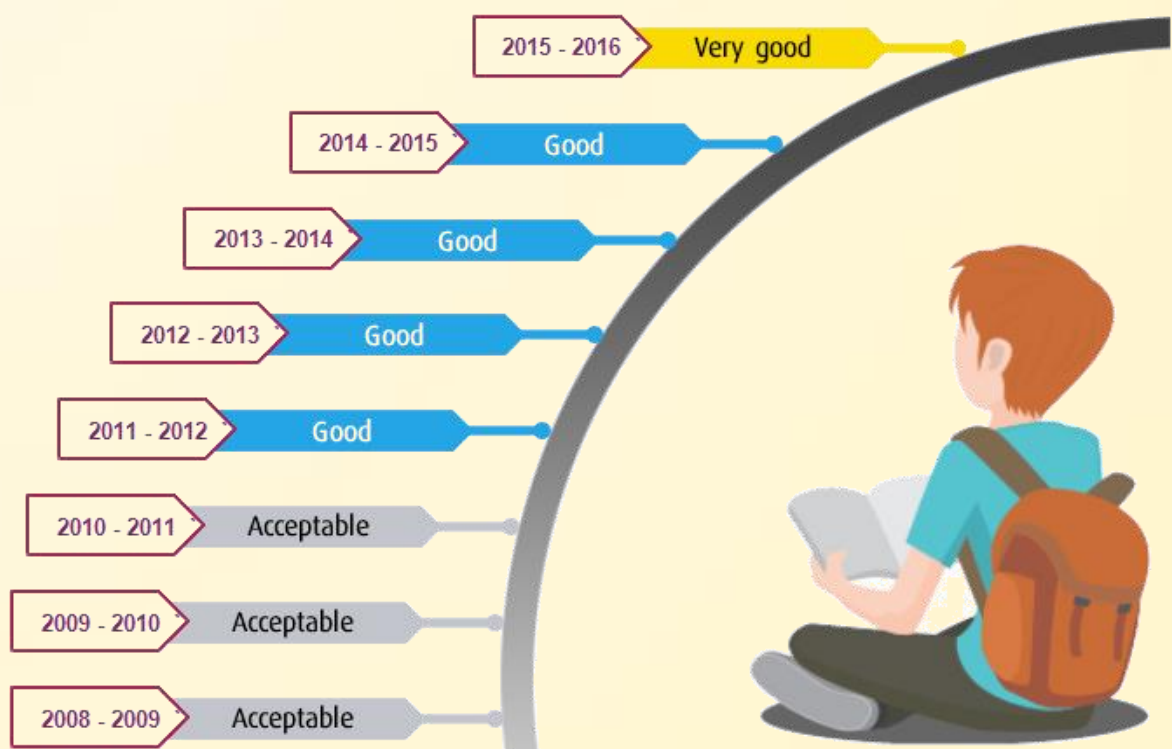 2015 - 2016 Very good
2014 - 2015 Good
2013 - 2014 Good
2012 - 2013 Good
2011 - 2012 Good
2010 - 2011 Acceptable
2009 - 2010 Acceptable
2008 - 2009 Acceptable